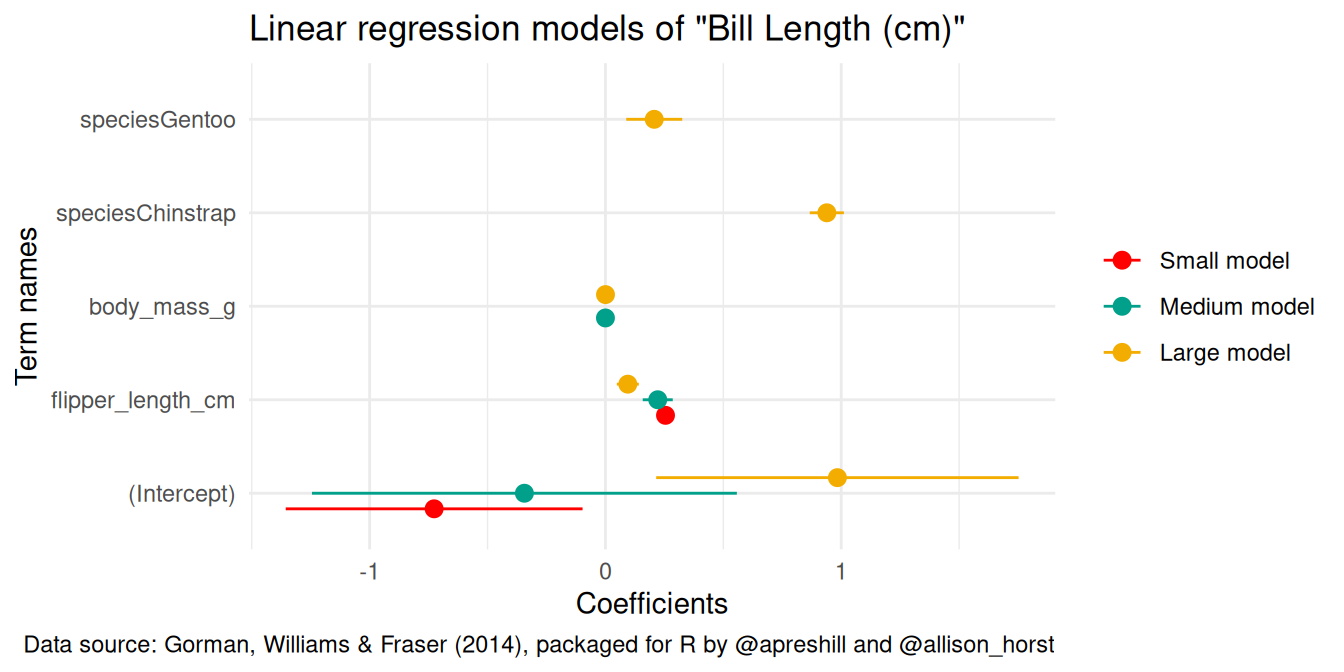 Linear regression models of "Bill Length (cm)"
Term names
speciesGentoo
speciesChinstrap
body_mass_g
flipper_length_cm
(Intercept)
-1 0 1
Coefficients
Small model
Medium model
Large model
Data source: Gorman, Williams & Fraser (2014), packaged for R by @apreshill and @allison_horst